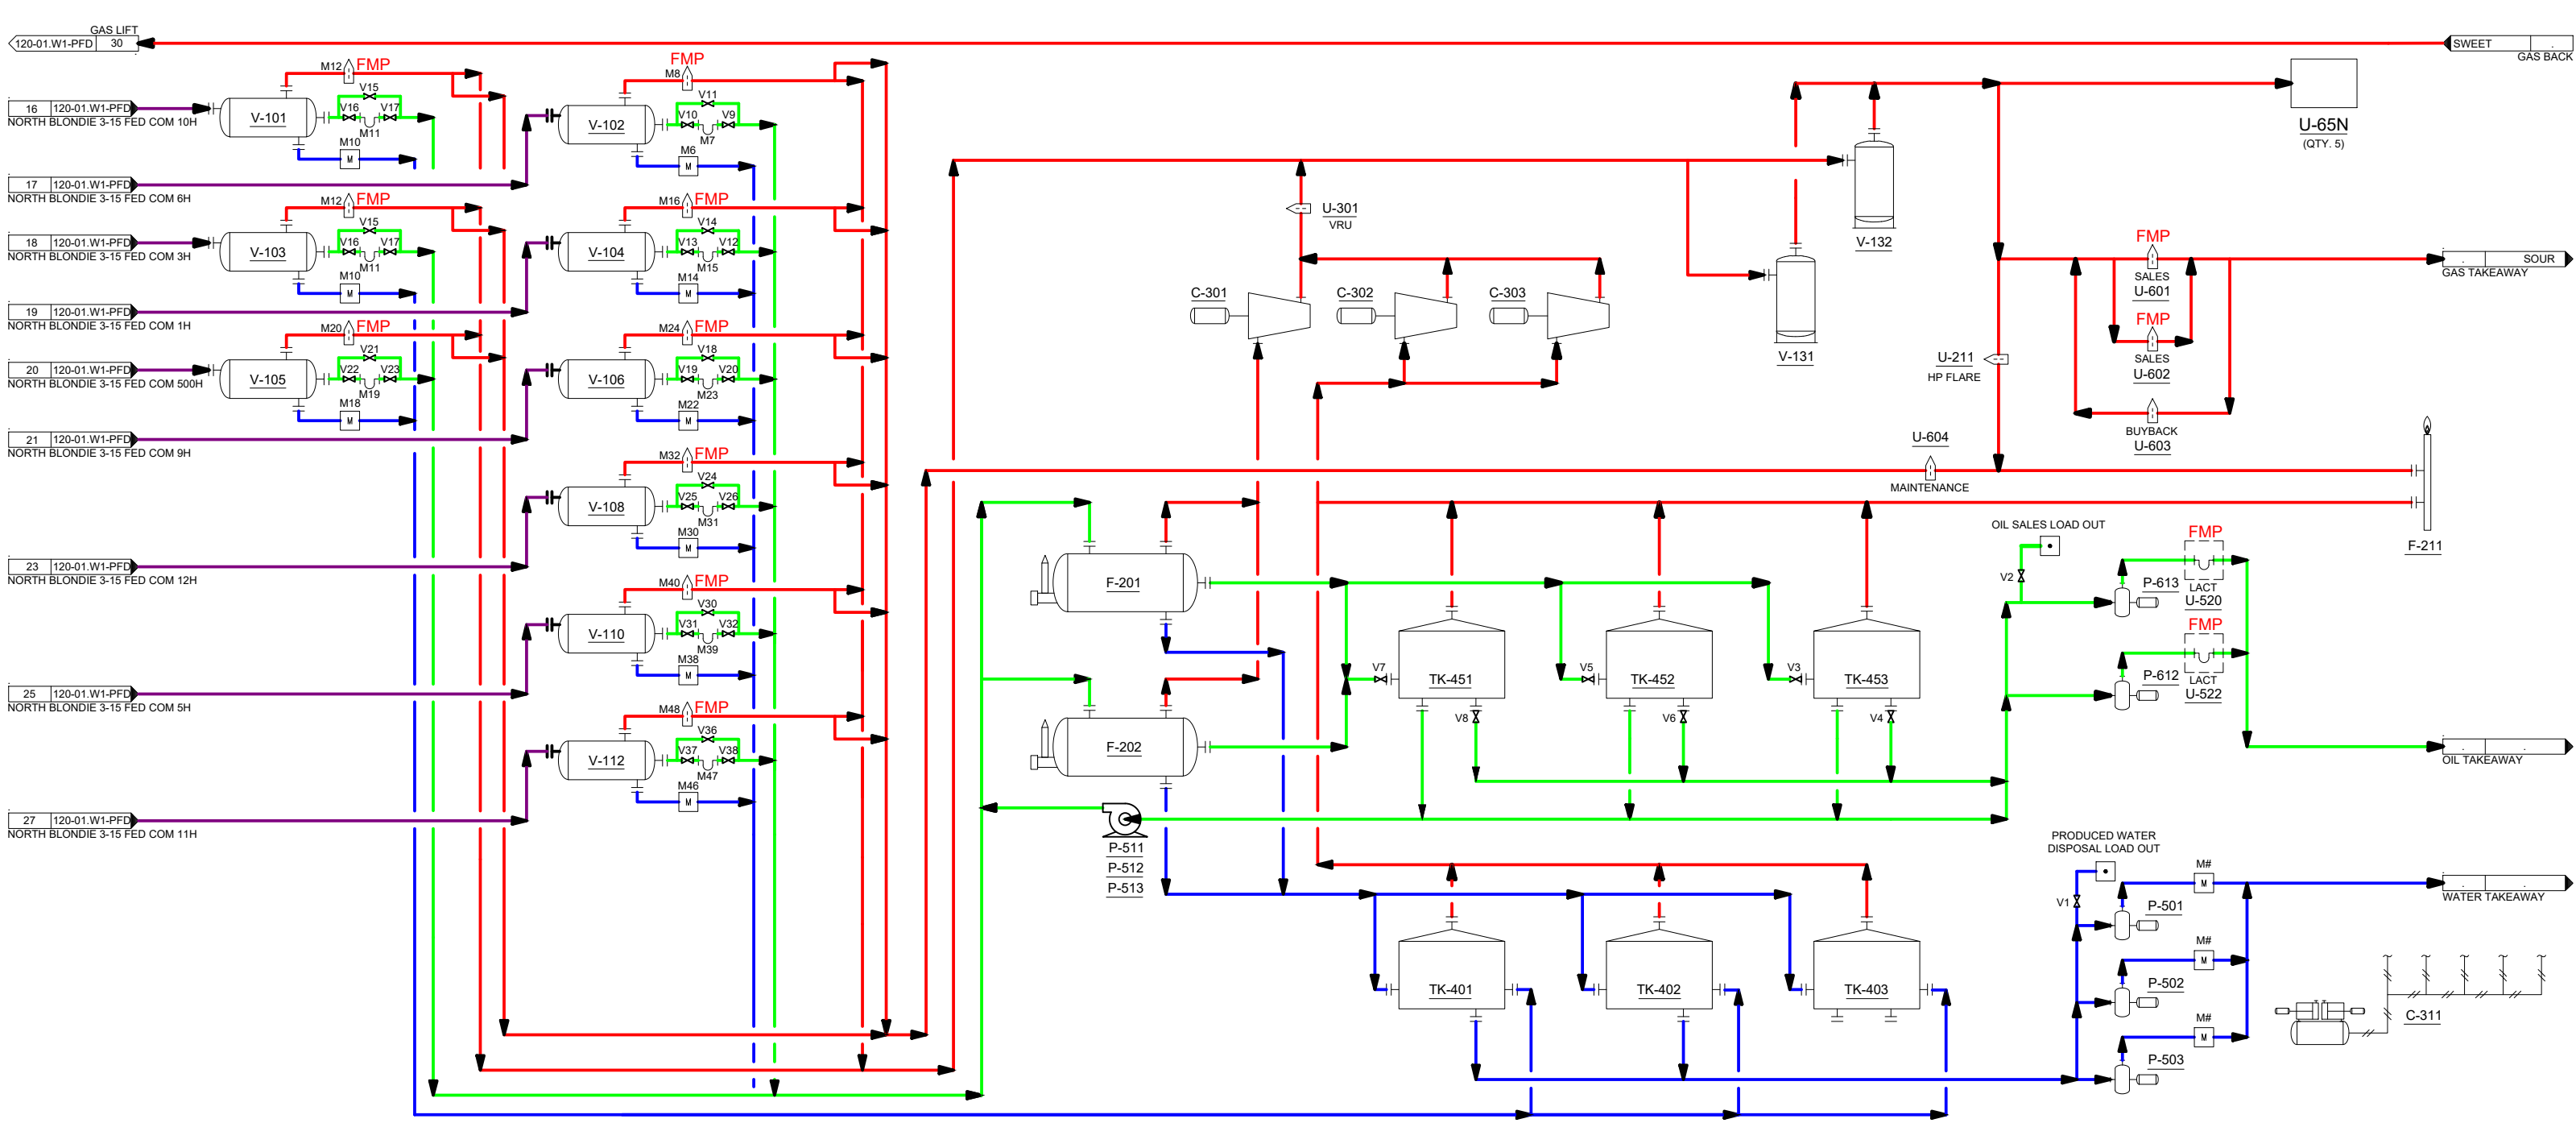 GAS LIFT
120-01.W1-PFD 30
SWEET .
GAS BACK
16 120-01.W1-PFD
NORTH BLONDIE 3-15 FED COM 10H
17 120-01.W1-PFD
NORTH BLONDIE 3-15 FED COM 6H
18 120-01.W1-PFD
NORTH BLONDIE 3-15 FED COM 3H
19 120-01.W1-PFD
NORTH BLONDIE 3-15 FED COM 1H
20 120-01.W1-PFD
NORTH BLONDIE 3-15 FED COM 500H
21 120-01.W1-PFD
NORTH BLONDIE 3-15 FED COM 9H
23 120-01.W1-PFD
NORTH BLONDIE 3-15 FED COM 12H
25 120-01.W1-PFD
NORTH BLONDIE 3-15 FED COM 5H
27 120-01.W1-PFD
NORTH BLONDIE 3-15 FED COM 11H
M12 FMP
V15
V16 V17
M11
V-101
M10
M
M12 FMP
V15
V16 V17
M11
V-103
M10
M
M20 FMP
V21
V22 V23
M19
V-105
M18
M
FMP
M8
V11
V10 V9
M7
V-102
M6
M
M16 FMP
V14
V13 V12
M15
V-104
M14
M
M24 FMP
V18
V19 V20
M23
V-106
M22
M
M32 FMP
V24
V25 V26
M31
V-108
M30
M
M40 FMP
V30
V31 V32
M39
V-110
M38
M
M48 FMP
V36
V37 V38
M47
V-112
M46
M
U-301
VRU
C-301
C-302
C-303
V-132
V-131
U-65N
(QTY. 5)
FMP
SALES
U-601
FMP
SALES
U-602
BUYBACK
U-603
. SOUR
GAS TAKEAWAY
U-211
HP FLARE
U-604
MAINTENANCE
F-211
F-201
F-202
P-511
P-512
P-513
V7
TK-451
V8
V5
TK-452
V6
V3
TK-453
V4
OIL SALES LOAD OUT
V2
P-613
FMP
LACT
U-520
P-612
FMP
LACT
U-522
. .
OIL TAKEAWAY
TK-401
TK-402
TK-403
PRODUCED WATER
DISPOSAL LOAD OUT
V1
P-501
M#
M
P-502
M#
M
P-503
M#
M
. .
WATER TAKEAWAY
C-311